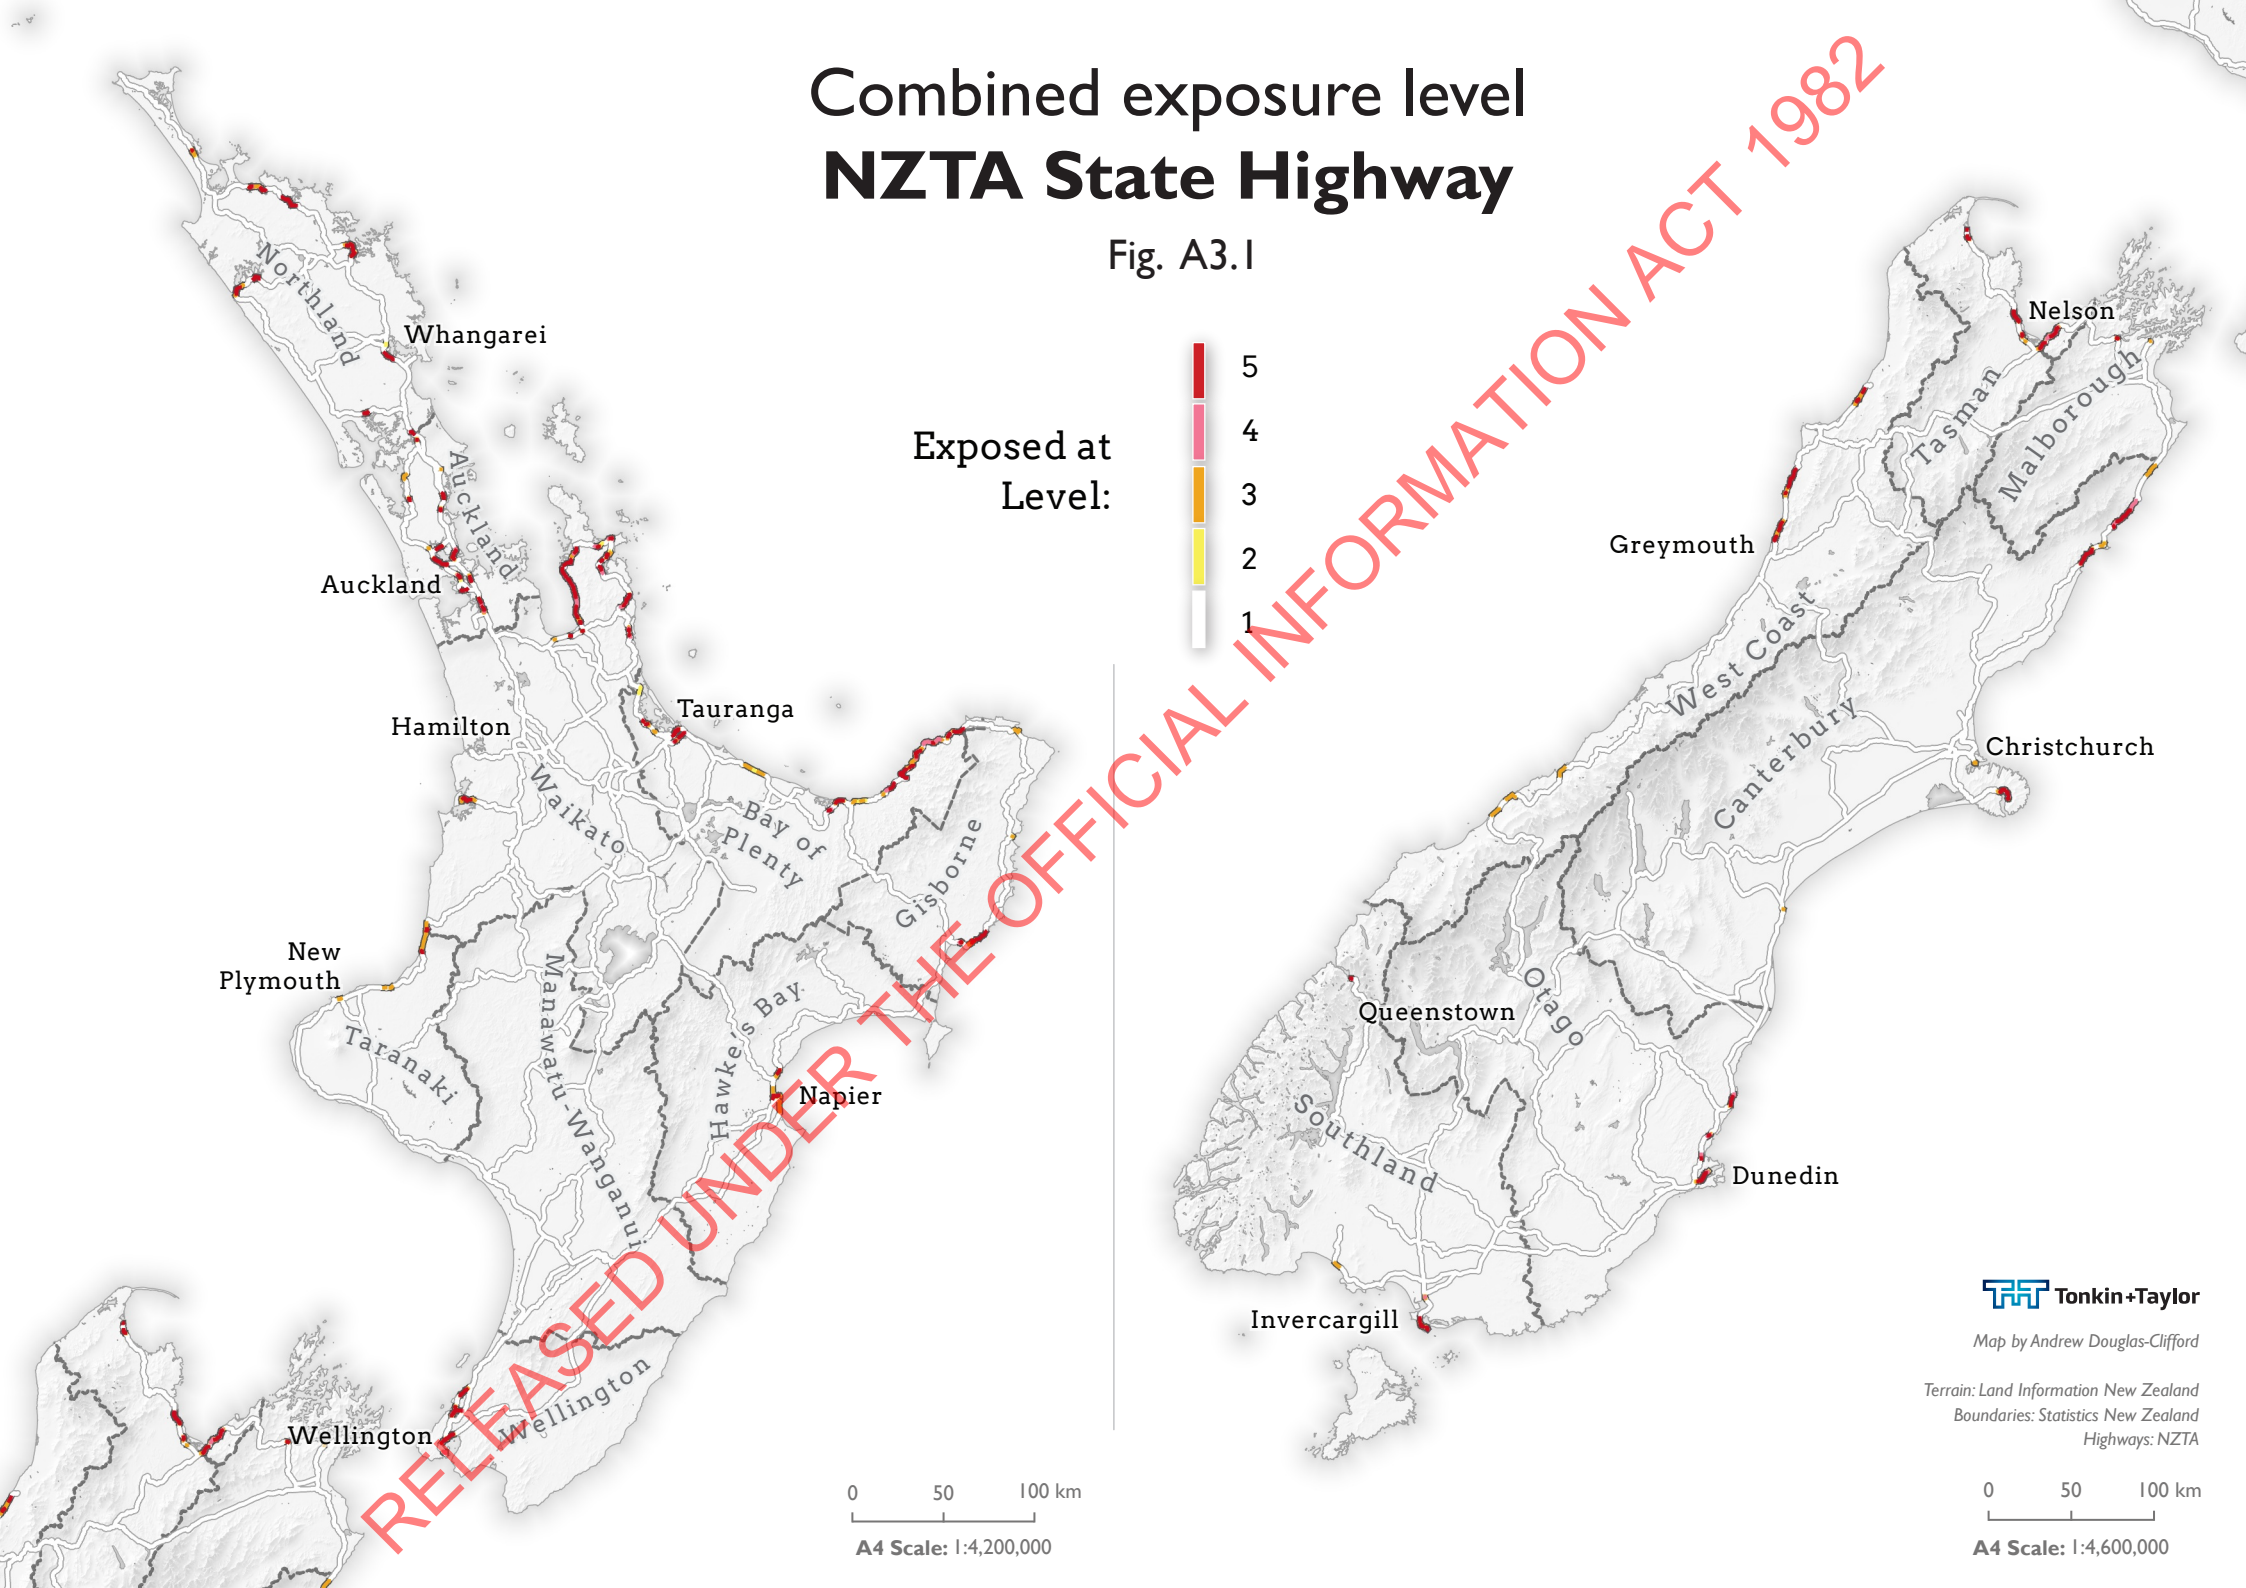 Combined exposure level
NZTA State Highway
Fig. A3.1
Exposed at
Level:
5
4
3
2
1
RELEASED UNDER THE OFFICIAL INFORMATION ACT 1982
Northland
Whangarei
Auckland
Auckland
Hamilton
Tauranga
Waikato
Bay of
Plenty
Gisborne
New
Plymouth
Taranaki
Manawatu-Wanganui
Hawke's Bay
Napier
Wellington
Wellington
0 50 100 km
A4 Scale: 1:4,200,000
Nelson
Tasman
Malborough
Greymouth
West Coast
Canterbury
Christchurch
Queenstown
Otago
Southland
Dunedin
Invercargill
Tonkin+Taylor
Map by Andrew Douglas-Clifford
Terrain: Land Information New Zealand
Boundaries: Statistics New Zealand
Highways: NZTA
0 50 100 km
A4 Scale: 1:4,600,000